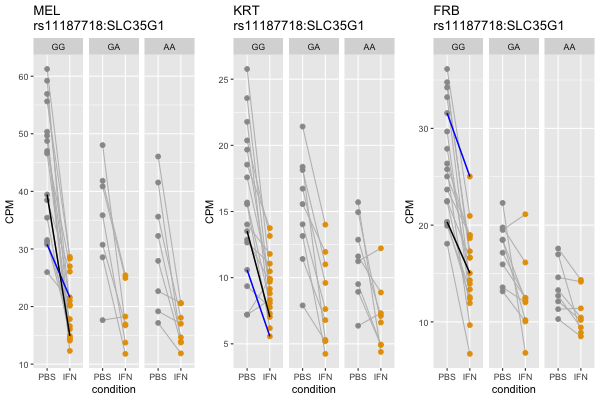 MEL
rs11187718:SLC35G1
GG GA AA
60
50
40
30
20
10
CPM
PBS IFN PBS IFN PBS IFN
condition
KRT
rs11187718:SLC35G1
GG GA AA
25
20
15
10
5
CPM
PBS IFN PBS IFN PBS IFN
condition
FRB
rs11187718:SLC35G1
GG GA AA
30
20
10
CPM
PBS IFN PBS IFN PBS IFN
condition